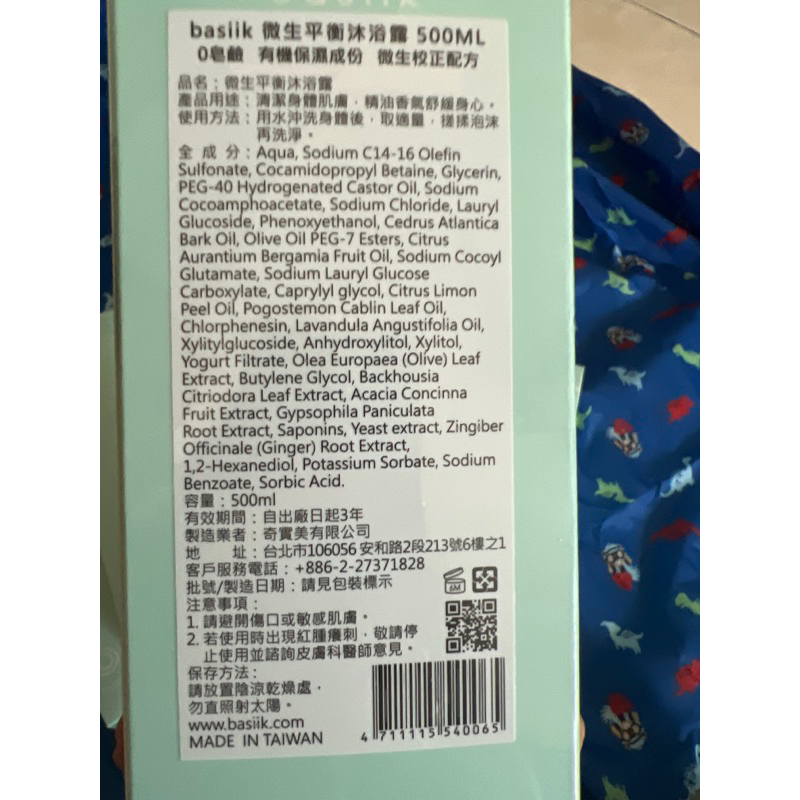 basiik 微生平衡沐浴露 500ML
0皂鹼 有機保濕成份 微生校正配方
品名：微生平衡沐浴露
產品用途：清潔身體肌膚，精油香氣舒緩身心。
使用方法：用水沖洗身體後，取適量，搓揉泡沫
再洗淨。
全 成 分：Aqua, Sodium C14-16 Olefin
Sulfonate, Cocamidopropyl Betaine, Glycerin,
PEG-40 Hydrogenated Castor Oil, Sodium
Cocoamphoacetate, Sodium Chloride, Lauryl
Glucoside, Phenoxyethanol, Cedrus Atlantica
Bark Oil, Olive Oil PEG-7 Esters, Citrus
Aurantium Bergamia Fruit Oil, Sodium Cocoyl
Glutamate, Sodium Lauryl Glucose
Carboxylate, Caprylyl glycol, Citrus Limon
Peel Oil, Pogostemon Cablin Leaf Oil,
Chlorphenesin, Lavandula Angustifolia Oil,
Xylitylglucoside, Anhydroxylitol, Xylitol,
Yogurt Filtrate, Olea Europaea (Olive) Leaf
Extract, Butylene Glycol, Backhousia
Citriodora Leaf Extract, Acacia Concinna
Fruit Extract, Gypsophila Paniculata
Root Extract, Saponins, Yeast extract, Zingiber
Officinale (Ginger) Root Extract,
1,2-Hexanediol, Potassium Sorbate, Sodium
Benzoate, Sorbic Acid.
容量：500ml
有效期間：自出廠日起3年
製造業者：奇實美有限公司
地 址：台北市106056 安和路2段213號6樓之1
客戶服務電話：+886-2-27371828
批號/製造日期：請見包裝標示
6M
注意事項：
1. 請避開傷口或敏感肌膚。
2. 若使用時出現紅腫癢刺，敬請停
止使用並諮詢皮膚科醫師意見。
保存方法：
請放置陰涼乾燥處，
勿直照射太陽。
www.basiik.com
MADE IN TAIWAN
4 711115 540065